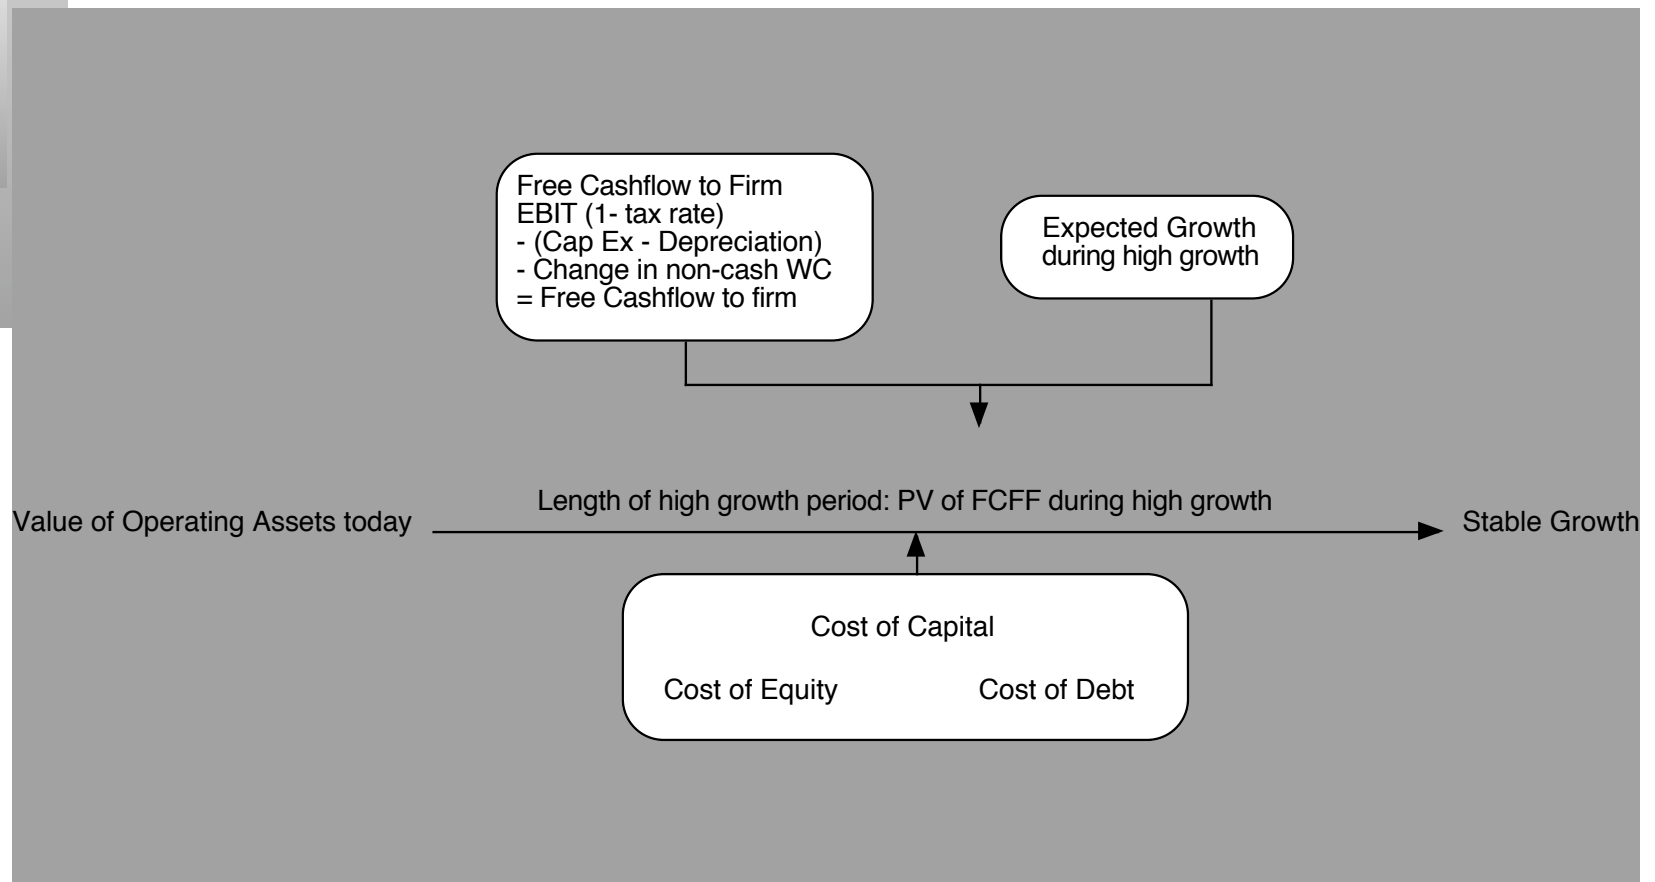 Free Cashflow to Firm
EBIT (1- tax rate)
- (Cap Ex - Depreciation)
- Change in non-cash WC
= Free Cashflow to firm
Expected Growth
during high growth
Length of high growth period: PV of FCFF during high growth
Value of Operating Assets today
Stable Growth
Cost of Capital
Cost of Equity
Cost of Debt